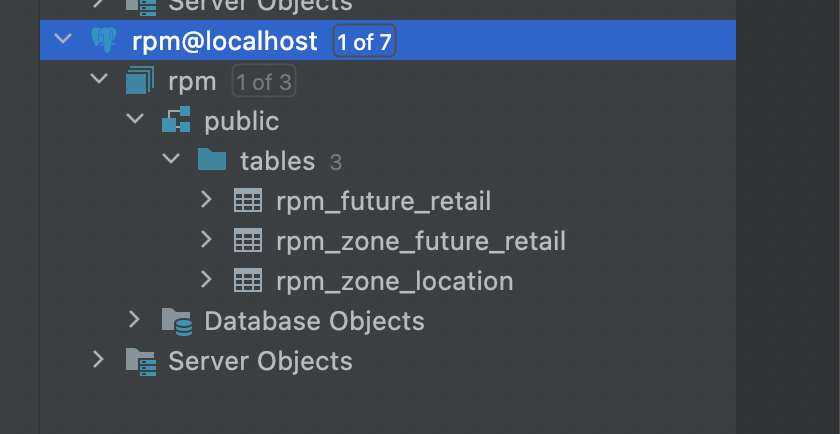 Server Objects
rpm@localhost 1 of 7
rpm 1 of 3
public
tables 3
rpm_future_retail
rpm_zone_future_retail
rpm_zone_location
Database Objects
Server Objects